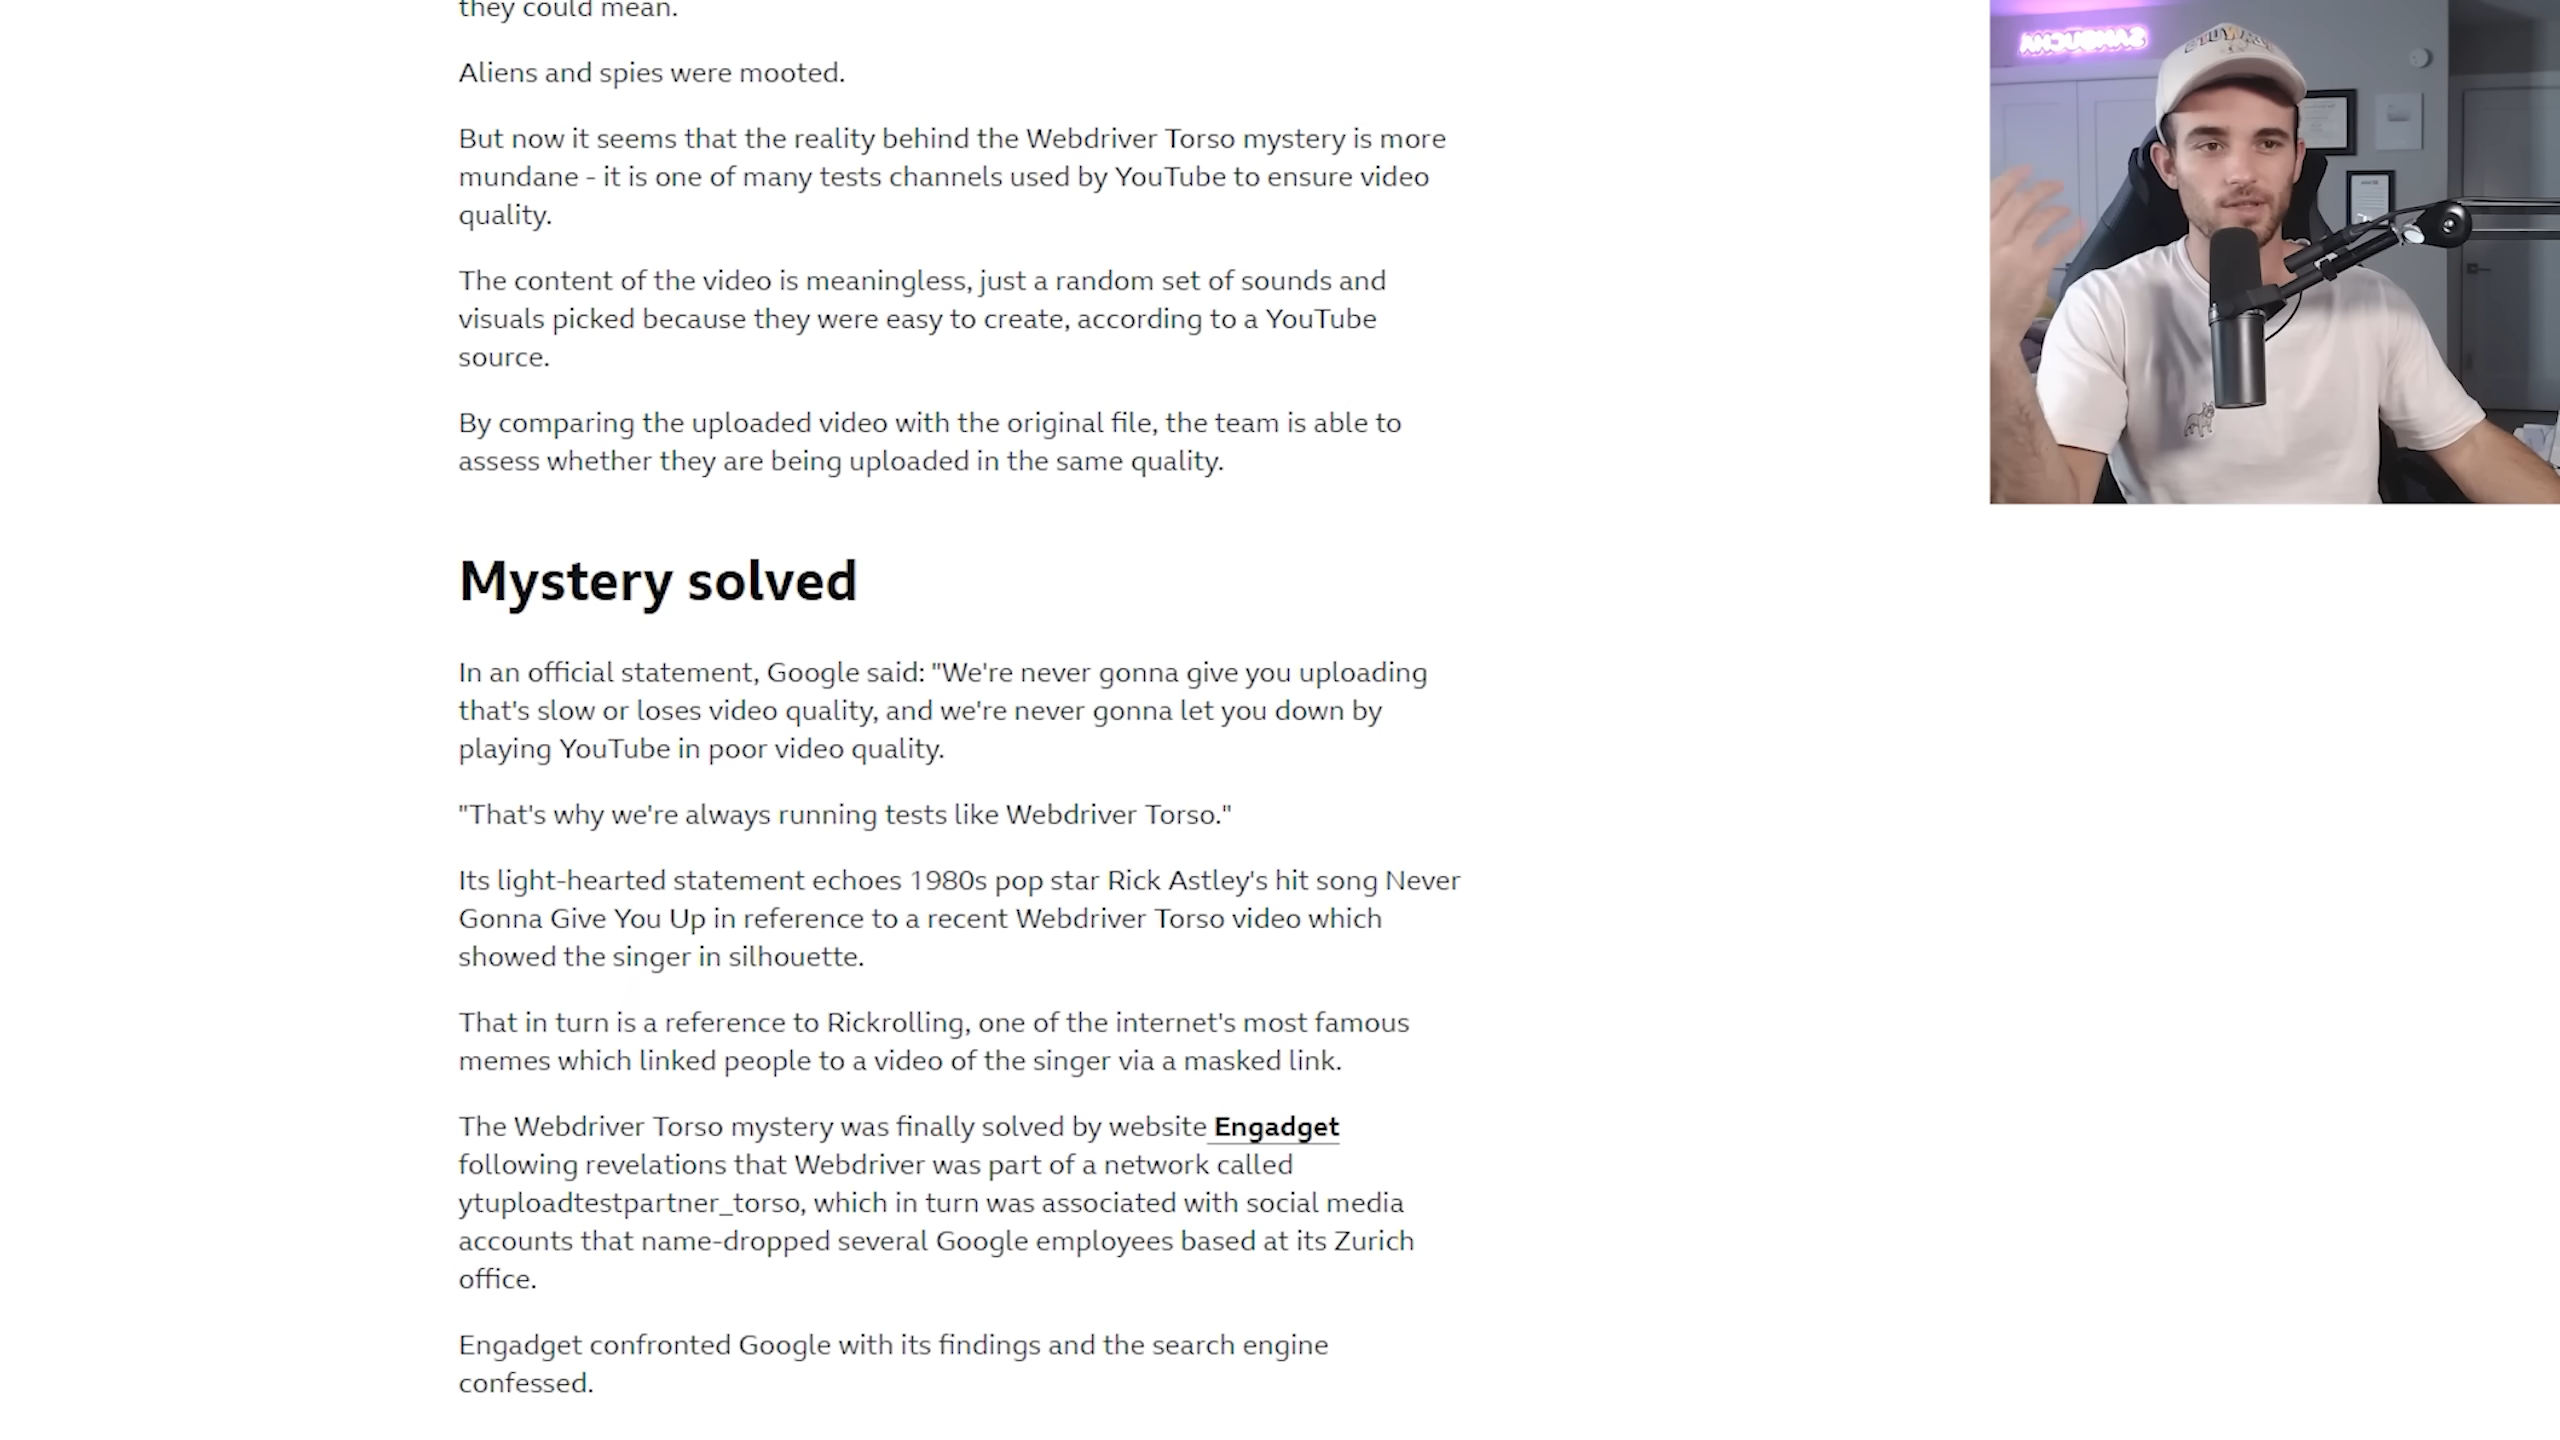 they could mean.
Aliens and spies were mooted.
But now it seems that the reality behind the Webdriver Torso mystery is more
mundane - it is one of many tests channels used by YouTube to ensure video
quality.
The content of the video is meaningless, just a random set of sounds and
visuals picked because they were easy to create, according to a YouTube
source.
By comparing the uploaded video with the original file, the team is able to
assess whether they are being uploaded in the same quality.
Mystery solved
In an official statement, Google said: "We're never gonna give you uploading
that's slow or loses video quality, and we're never gonna let you down by
playing YouTube in poor video quality.
"That's why we're always running tests like Webdriver Torso."
Its light-hearted statement echoes 1980s pop star Rick Astley's hit song Never
Gonna Give You Up in reference to a recent Webdriver Torso video which
showed the singer in silhouette.
That in turn is a reference to Rickrolling, one of the internet's most famous
memes which linked people to a video of the singer via a masked link.
The Webdriver Torso mystery was finally solved by website Engadget
following revelations that Webdriver was part of a network called
ytuploadtestpartner_torso, which in turn was associated with social media
accounts that name-dropped several Google employees based at its Zurich
office.
Engadget confronted Google with its findings and the search engine
confessed.